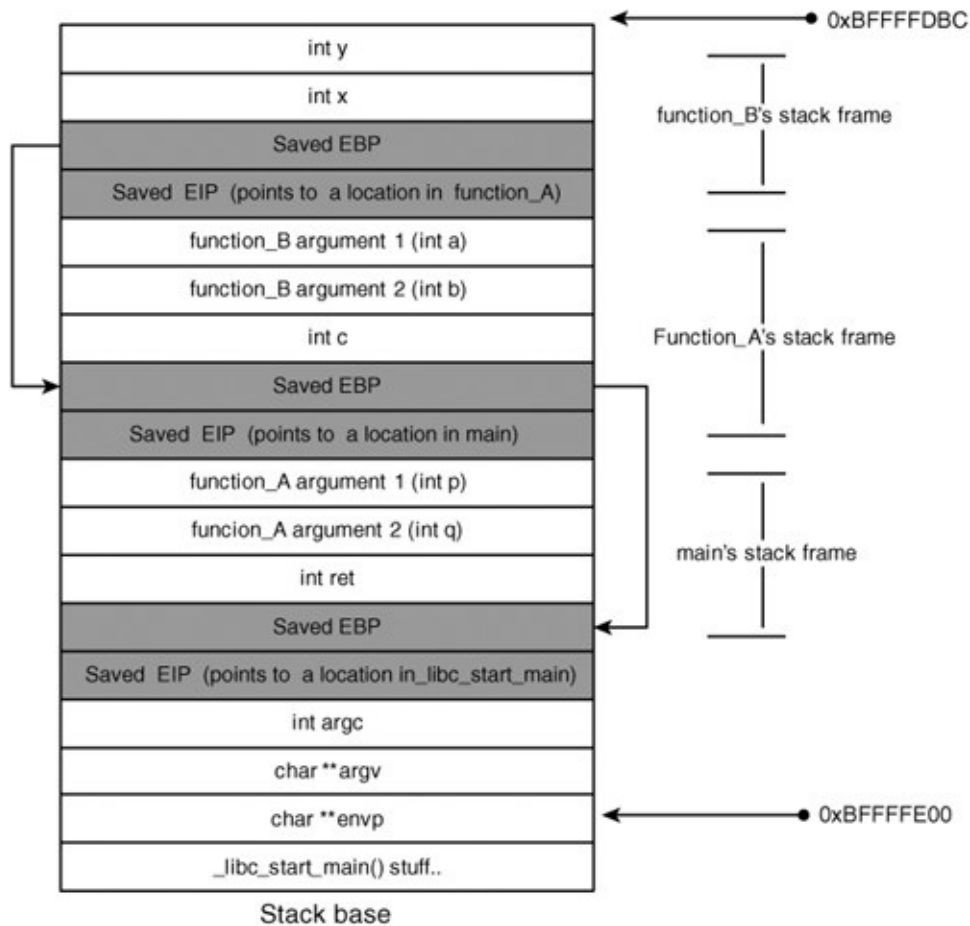 0xBFFFFDBC
int y
int x
function_B's stack frame
Saved EBP
Saved EIP (points to a location in function_A)
function_B argument 1 (int a)
function_B argument 2 (int b)
int c
Function_A's stack frame
Saved EBP
Saved EIP (points to a location in main)
function_A argument 1 (int p)
funcion_A argument 2 (int q)
int ret
main's stack frame
Saved EBP
Saved EIP (points to a location in_libc_start_main)
int argc
char **argv
char **envp
0xBFFFFE00
_libc_start_main() stuff..
Stack base